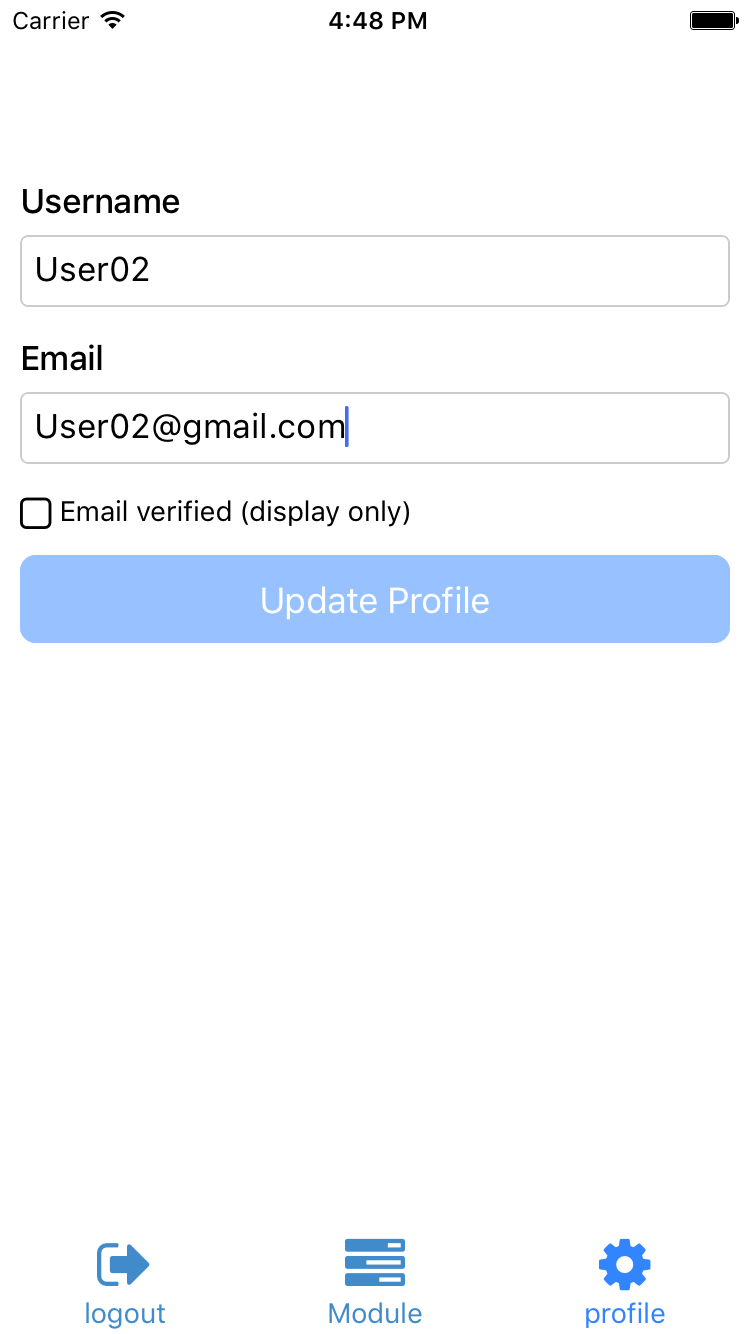 Carrier 4:48 PM
Username
User02
Email
User02@gmail.com
Email verified (display only)
Update Profile
logout Module profile